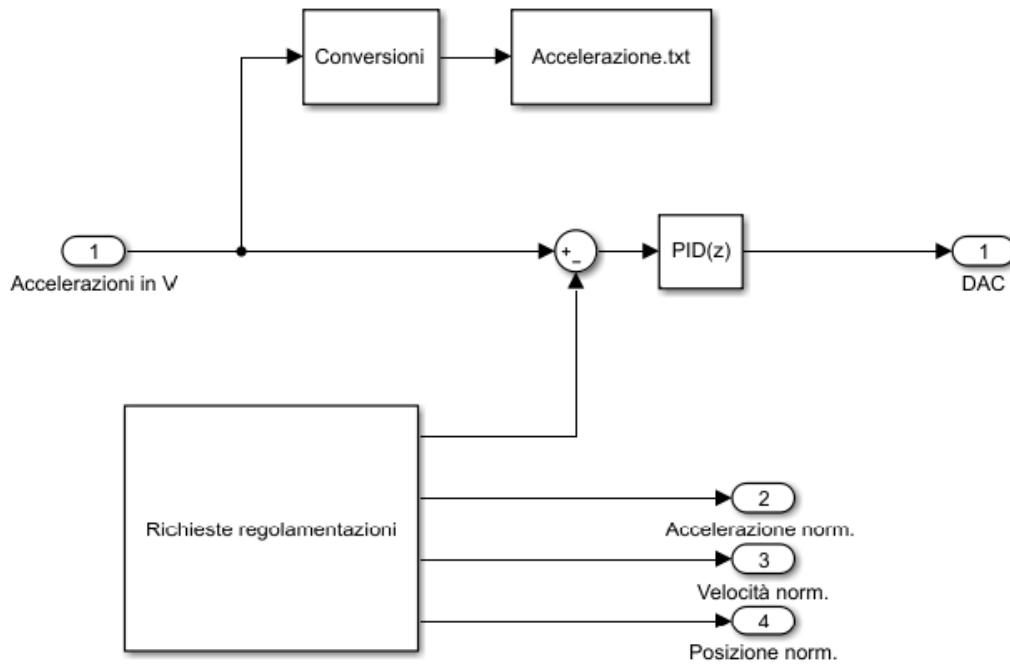 Conversioni
Accelerazione.txt
1
Accelerazioni in V
+
−
PID(z)
1
DAC
Richieste regolamentazioni
2
Accelerazione norm.
3
Velocità norm.
4
Posizione norm.